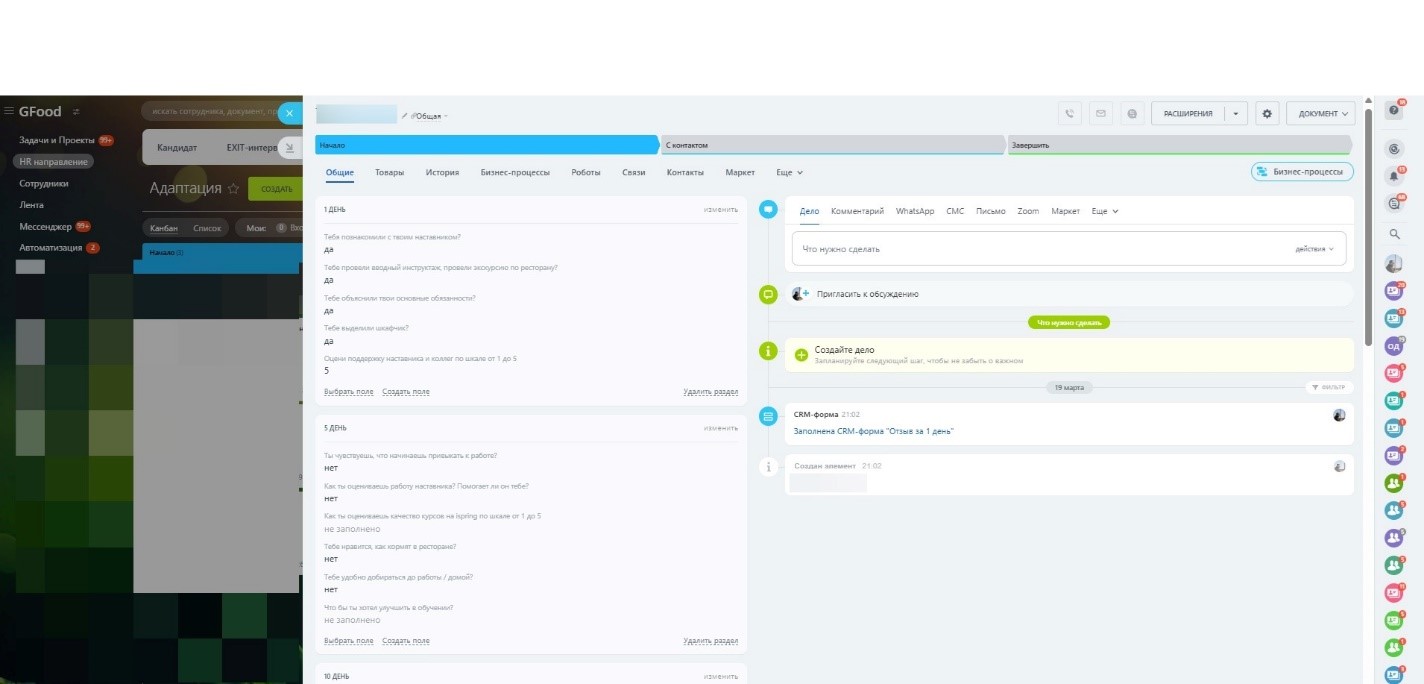 GFood
искать сотрудника, документ, пр
Задачи и Проекты 99+
HR направление
Сотрудники
Лента
Мессенджер 99+
Автоматизация 2
Кандидат EXIT-интерв
Адаптация
СОЗДАТЬ
Канбан Список Мои: 0 Вхо
Начало
Общая
РАСШИРЕНИЯ
ДОКУМЕНТ
Начало
С контактом
Завершить
Общие Товары История Бизнес-процессы Роботы Связи Контакты Маркет Еще
Бизнес-процессы
1 ДЕНЬ
изменить
Тебя познакомили с твоим наставником?
да
Тебе провели вводный инструктаж, провели экскурсию по ресторану?
да
Тебе объяснили твои основные обязанности?
да
Тебе выделили шкафчик?
да
Оцени поддержку наставника и коллег по шкале от 1 до 5
5
Выбрать поле Создать поле Удалить раздел
5 ДЕНЬ
изменить
Ты чувствуешь, что начинаешь привыкать к работе?
нет
Как ты оцениваешь работу наставника? Помогает ли он тебе?
нет
Как ты оцениваешь качество курсов на ispring по шкале от 1 до 5
не заполнено
Тебе нравится, как кормят в ресторане?
нет
Тебе удобно добираться до работы / домой?
нет
Что бы ты хотел улучшить в обучении?
не заполнено
Выбрать поле Создать поле Удалить раздел
10 ДЕНЬ
изменить
Дело Комментарий WhatsApp СМС Письмо Zoom Маркет Еще
Что нужно сделать
действия
Пригласить к обсуждению
Что нужно сделать
Создайте дело
Запланируйте следующий шаг, чтобы не забыть о важном
19 марта
ФИЛЬТР
CRM-форма 21:02
Заполнена CRM-форма "Отзыв за 1 день"
Создан элемент 21:02
ОД